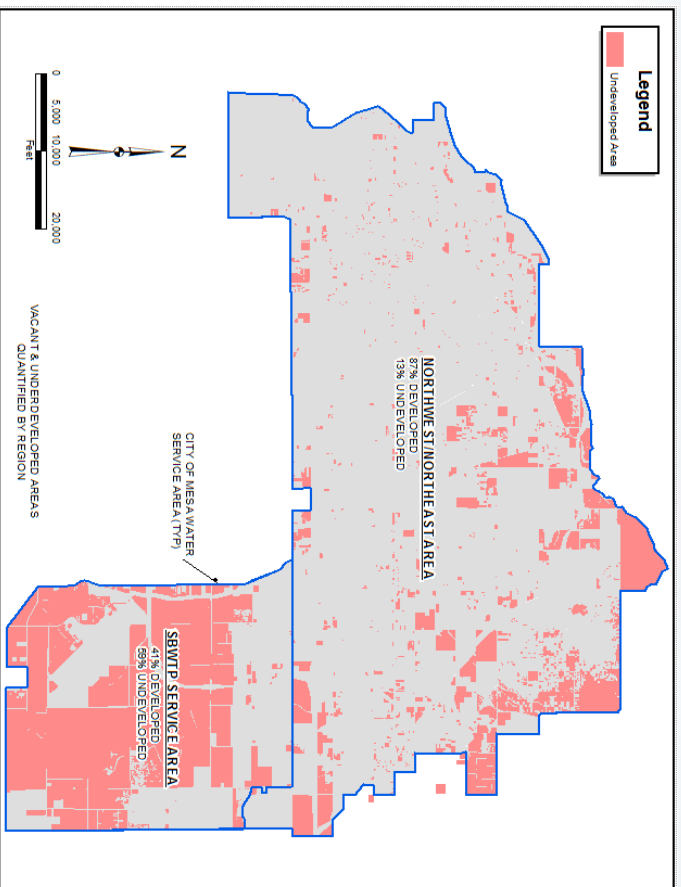 Legend
Undeveloped Area
N
0 5,000 10,000 20,000
Feet
NORTHWEST/NORTHEAST AREA
87% DEVELOPED
13% UNDEVELOPED
CITY OF MESA WATER
SERVICE AREA (TYP)
SBWTP SERVICE AREA
41% DEVELOPED
59% UNDEVELOPED
VACANT & UNDERDEVELOPED AREAS
QUANTIFIED BY REGION